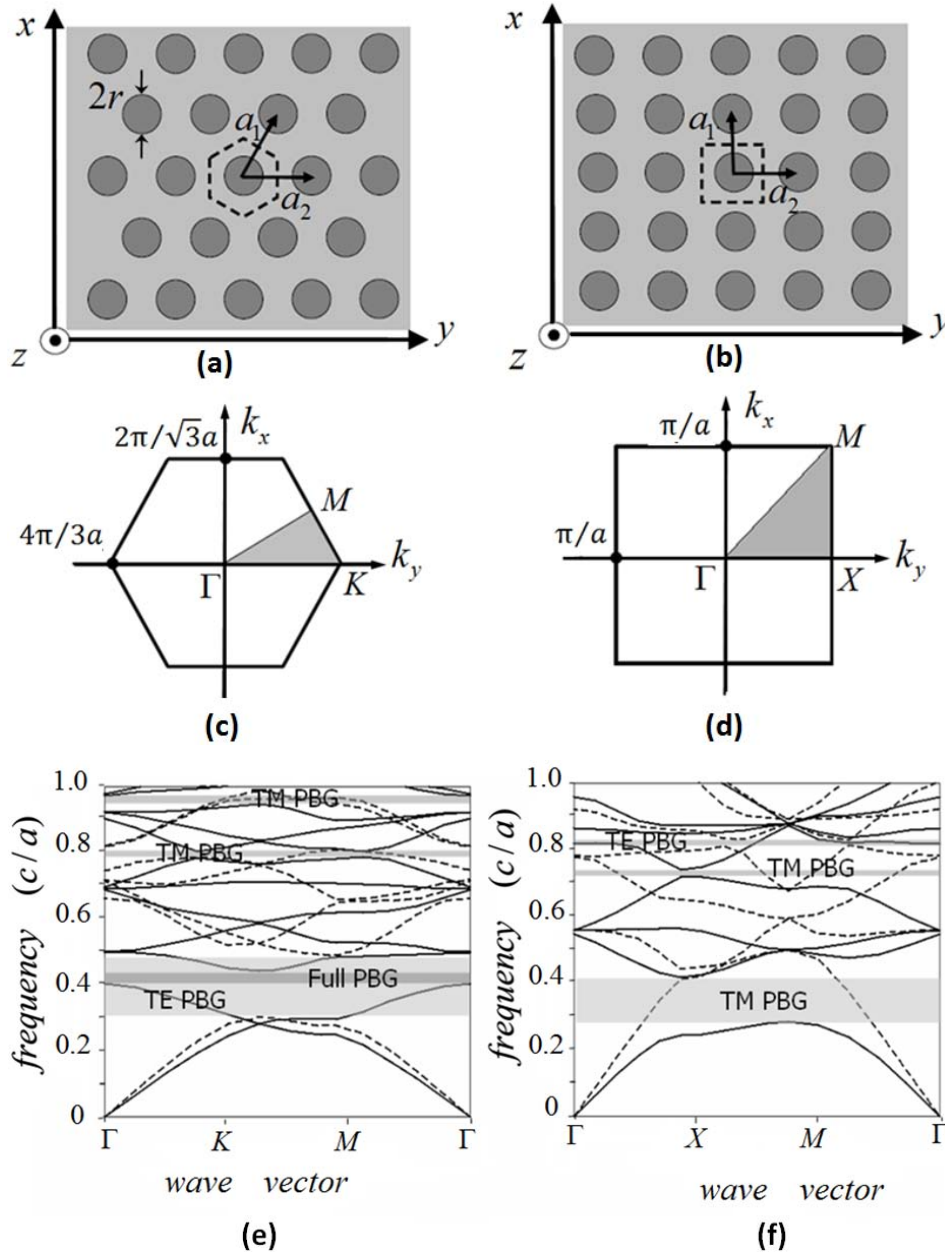 x
2r
a₁
a₂
z
y
(a)
x
a₁
a₂
z
y
(b)
2π/√3a
kₓ
M
4π/3a
Γ
K
k_y
(c)
π/a
kₓ
M
π/a
Γ
X
k_y
(d)
frequency (c/a)
1.0
0.8
0.6
0.4
0.2
0
TM PBG
TM PBG
Full PBG
TE PBG
Γ
K
M
Γ
wave vector
(e)
frequency (c/a)
1.0
0.8
0.6
0.4
0.2
0
TE PBG
TM PBG
TM PBG
Γ
X
M
Γ
wave vector
(f)